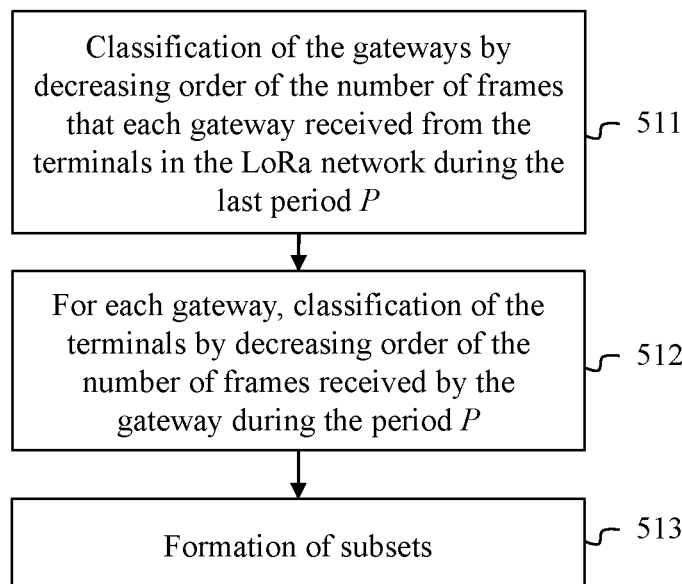 Classification of the gateways by
decreasing order of the number of frames
that each gateway received from the
terminals in the LoRa network during the
last period P
511
For each gateway, classification of the
terminals by decreasing order of the
number of frames received by the
gateway during the period P
512
Formation of subsets
513